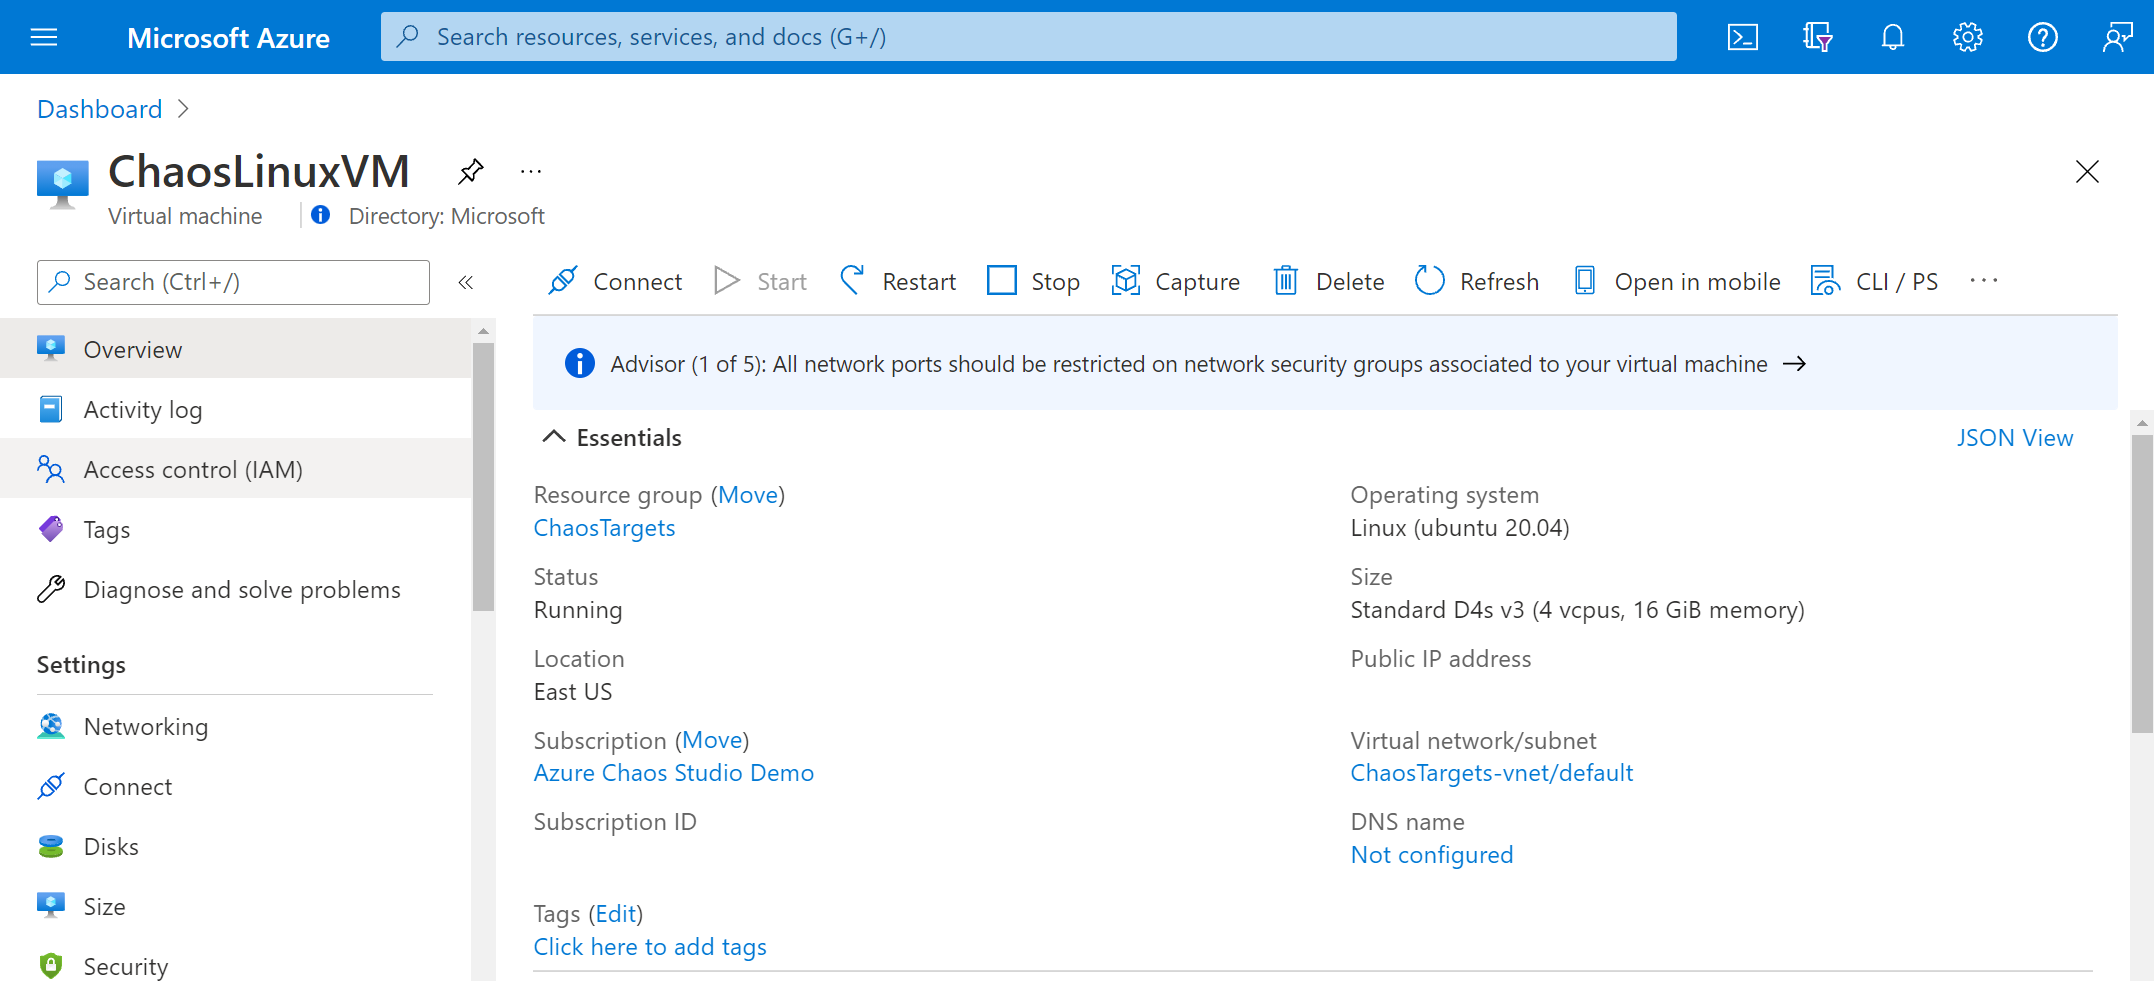 Microsoft Azure
Search resources, services, and docs (G+/)
Dashboard
ChaosLinuxVM
Virtual machine
Directory: Microsoft
Search (Ctrl+/)
Overview
Activity log
Access control (IAM)
Tags
Diagnose and solve problems
Settings
Networking
Connect
Disks
Size
Security
Connect
Start
Restart
Stop
Capture
Delete
Refresh
Open in mobile
CLI / PS
Advisor (1 of 5): All network ports should be restricted on network security groups associated to your virtual machine
Essentials
JSON View
Resource group (Move)
ChaosTargets
Status
Running
Location
East US
Subscription (Move)
Azure Chaos Studio Demo
Subscription ID
Operating system
Linux (ubuntu 20.04)
Size
Standard D4s v3 (4 vcpus, 16 GiB memory)
Public IP address
Virtual network/subnet
ChaosTargets-vnet/default
DNS name
Not configured
Tags (Edit)
Click here to add tags